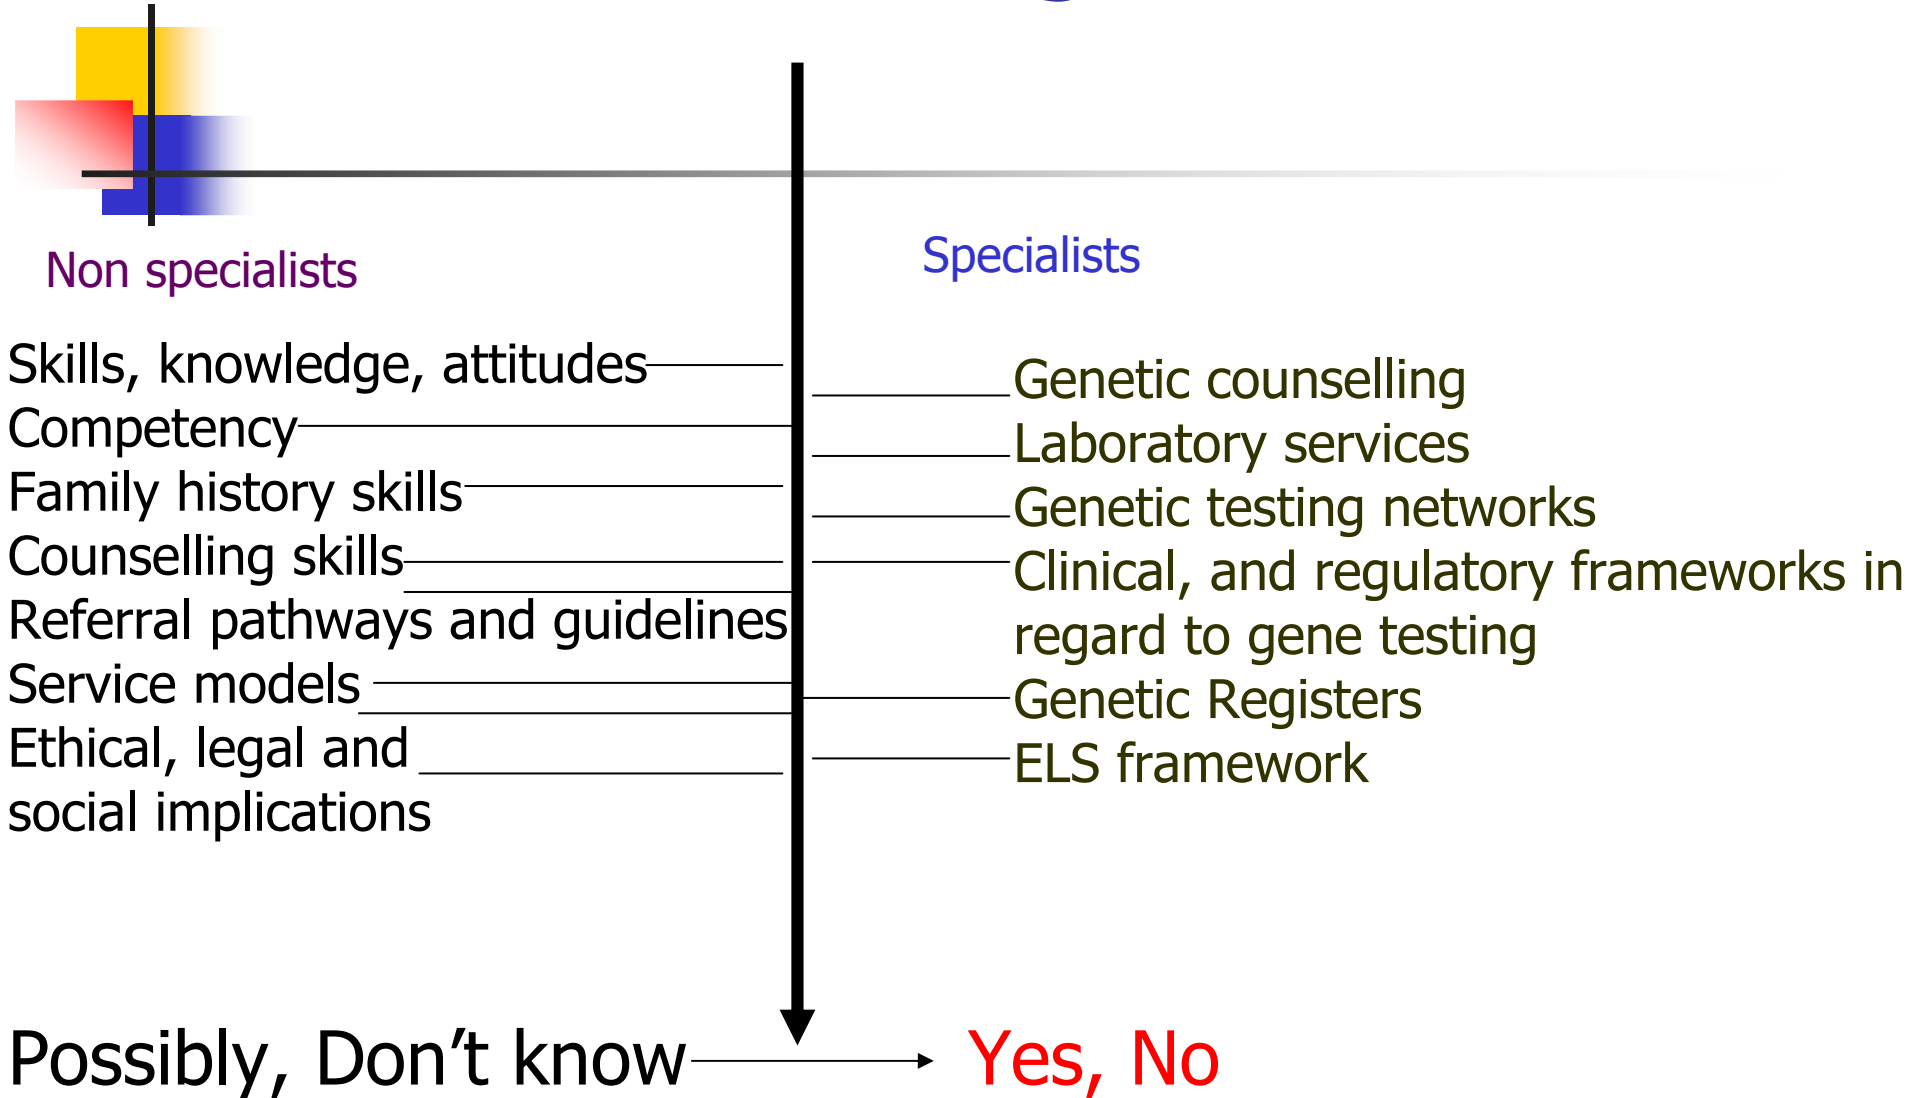 Non specialists
Skills, knowledge, attitudes
Competency
Family history skills
Counselling skills
Referral pathways and guidelines
Service models
Ethical, legal and
social implications
Specialists
Genetic counselling
Laboratory services
Genetic testing networks
Clinical, and regulatory frameworks in
regard to gene testing
Genetic Registers
ELS framework
Possibly, Don’t know
Yes, No